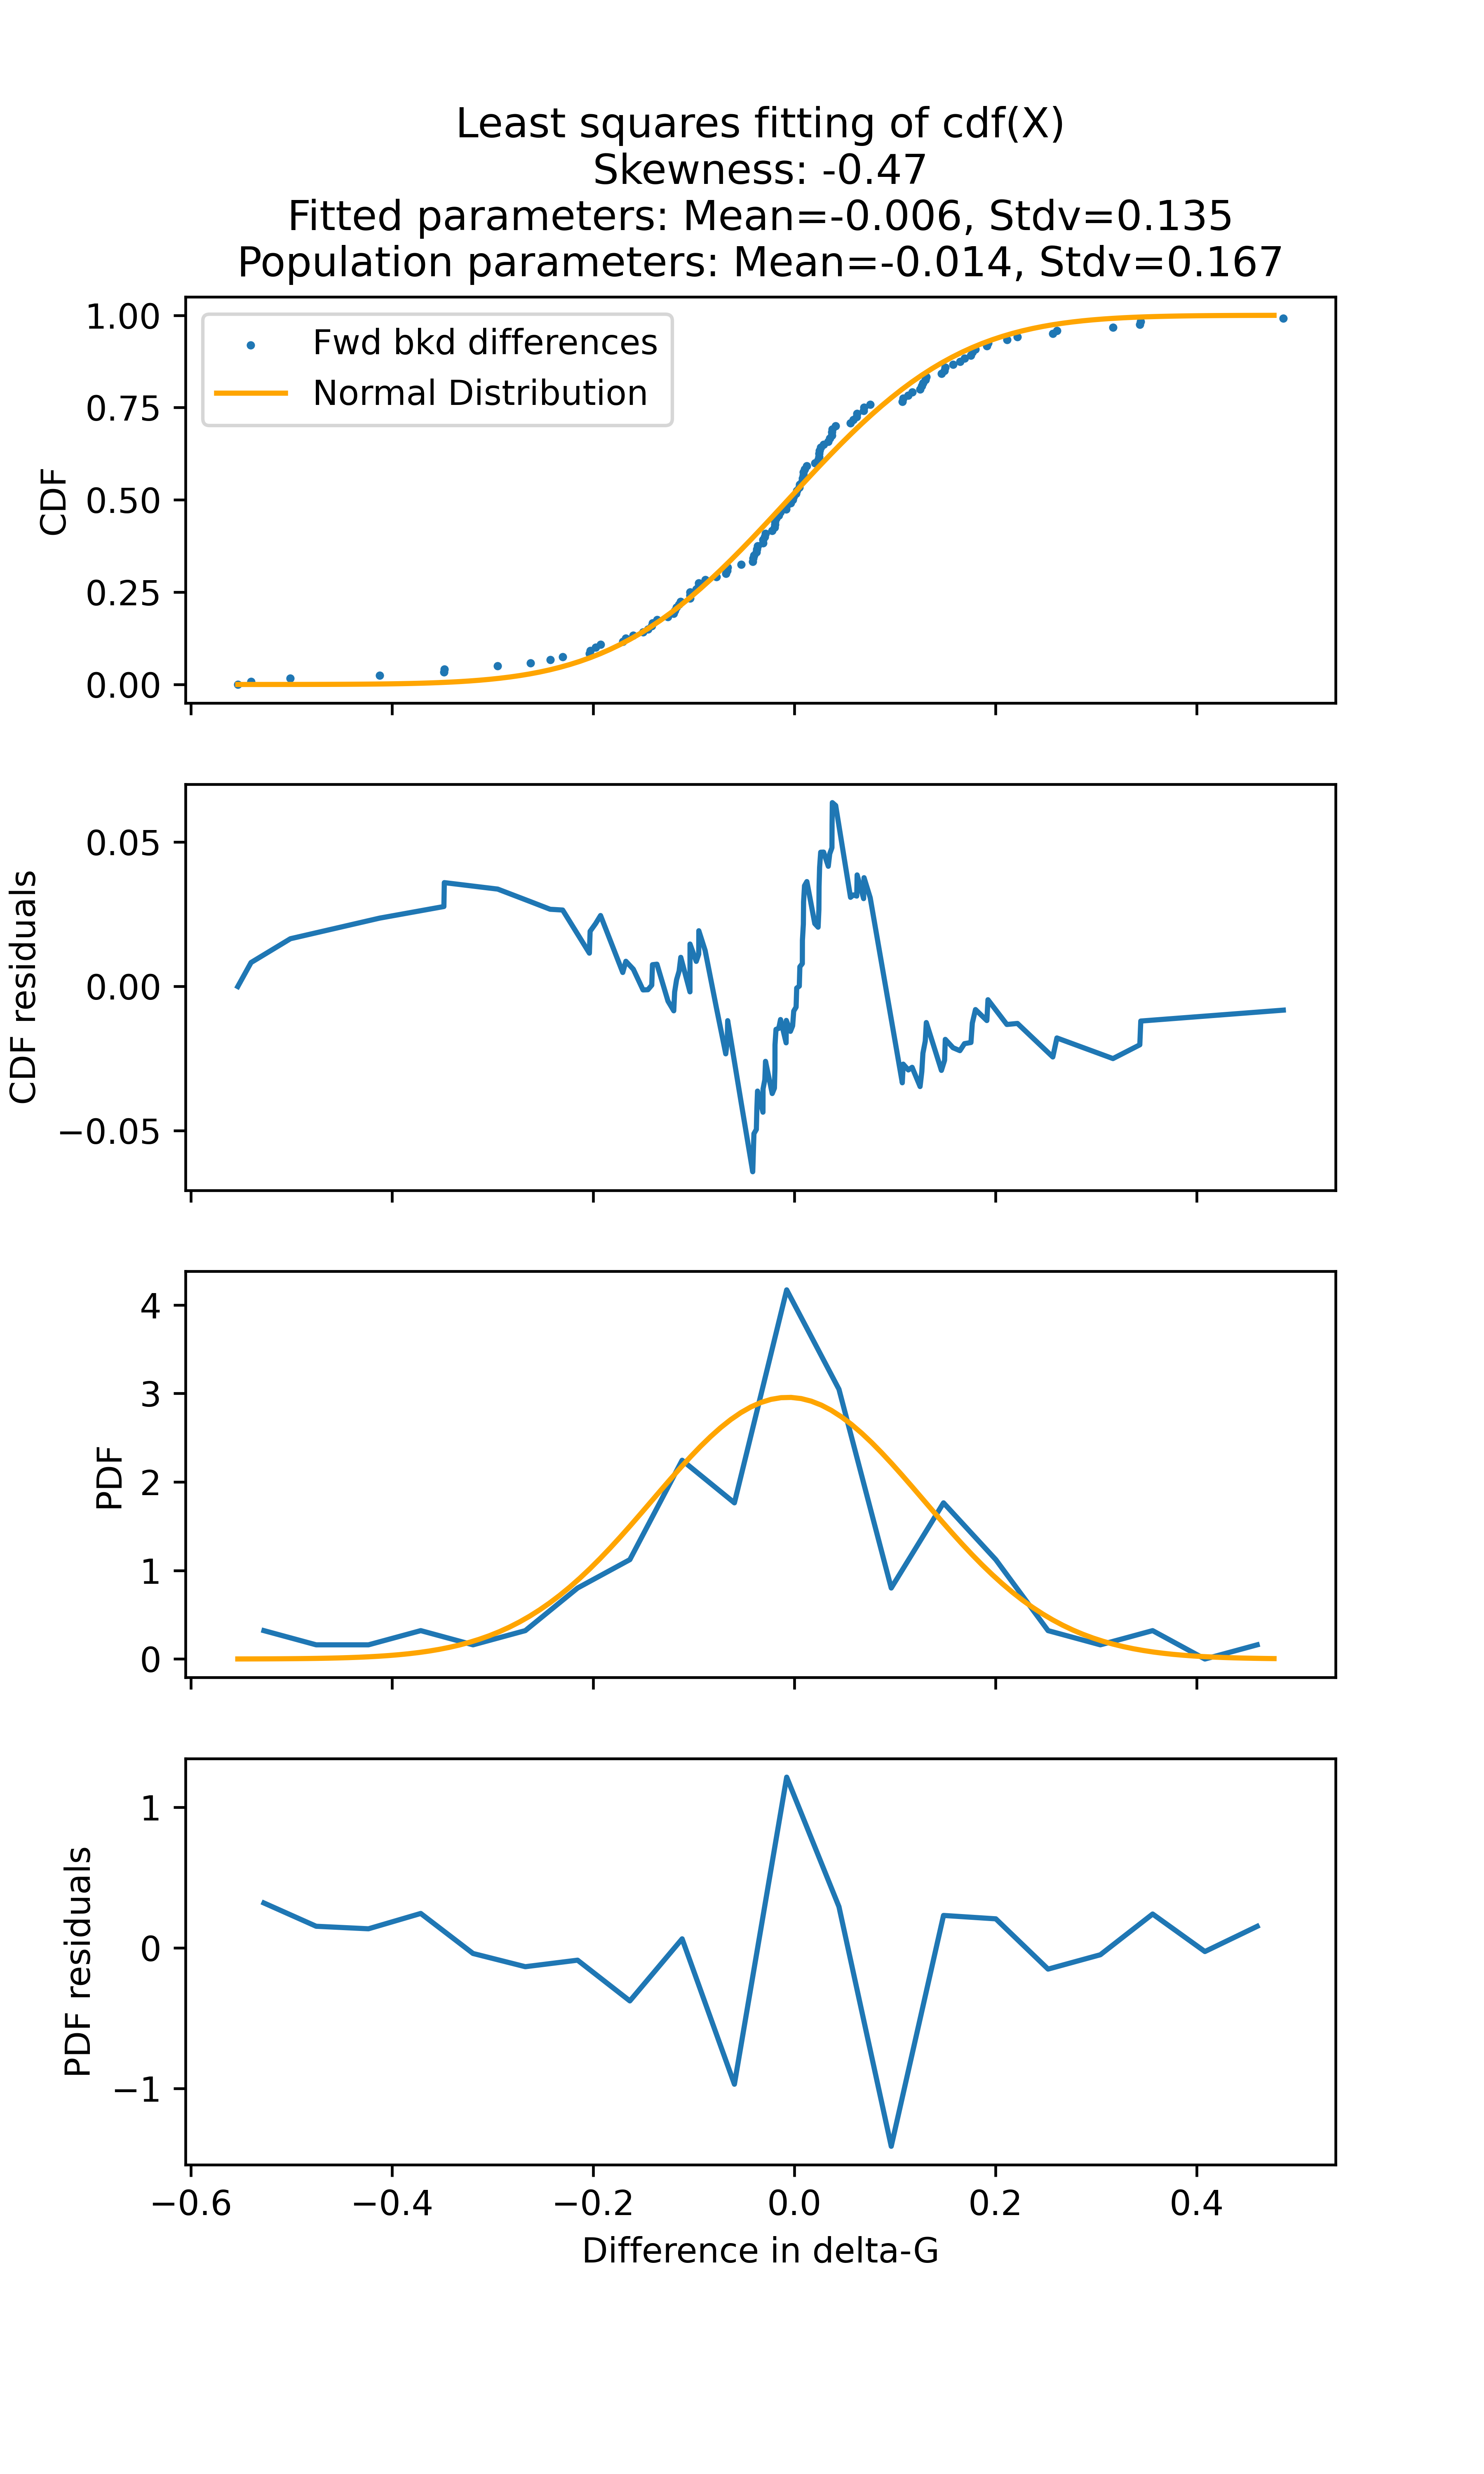 Least squares fitting of cdf(X)
Skewness: -0.47
Fitted parameters: Mean=-0.006, Stdv=0.135
Population parameters: Mean=-0.014, Stdv=0.167
1.00
0.75
0.50
0.25
0.00
CDF
Fwd bkd differences
Normal Distribution
0.05
0.00
−0.05
CDF residuals
4
3
2
1
0
PDF
1
0
−1
PDF residuals
−0.6 −0.4 −0.2 0.0 0.2 0.4
Difference in delta-G